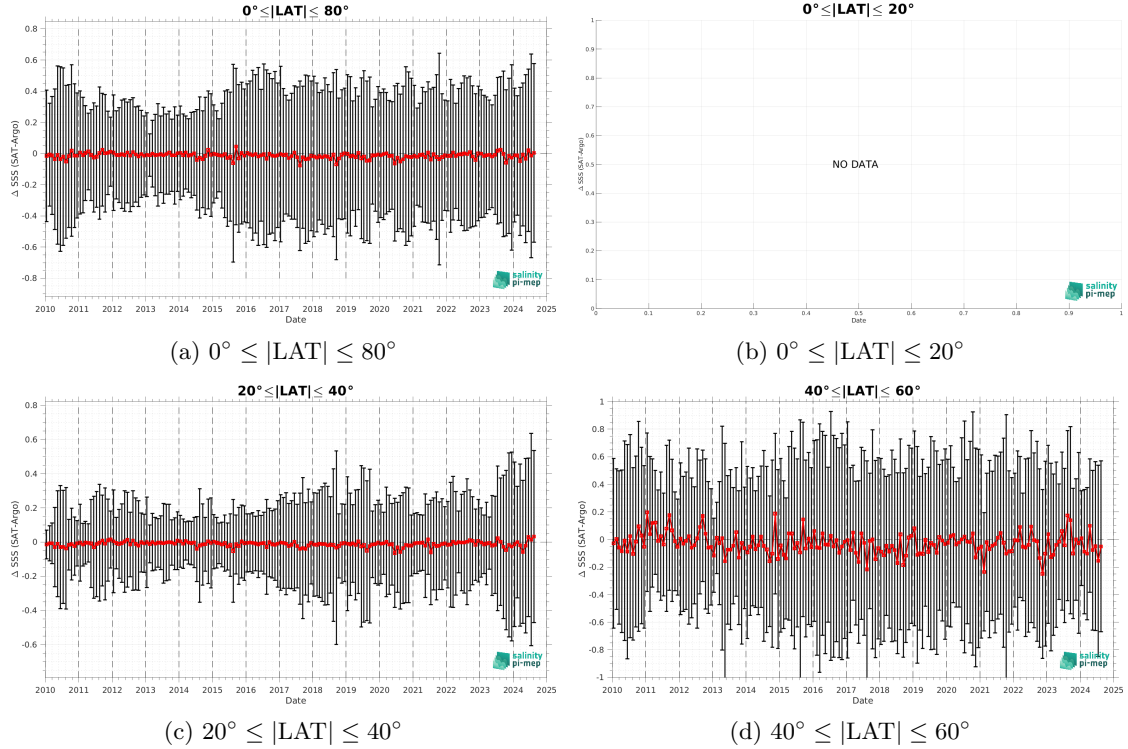 0°≤|LAT|≤ 80°
Δ SSS (SAT-Argo)
0.8
0.6
0.4
0.2
0
-0.2
-0.4
-0.6
-0.8
2010 2011 2012 2013 2014 2015 2016 2017 2018 2019 2020 2021 2022 2023 2024 2025
Date
salinity
pi-mep
(a) 0° ≤ |LAT| ≤ 80°
0°≤|LAT|≤ 20°
Δ SSS (SAT-Argo)
1
0.9
0.8
0.7
0.6
0.5
0.4
0.3
0.2
0.1
0
NO DATA
0 0.1 0.2 0.3 0.4 0.5 0.6 0.7 0.8 0.9 1
Date
salinity
pi-mep
(b) 0° ≤ |LAT| ≤ 20°
20°≤|LAT|≤ 40°
Δ SSS (SAT-Argo)
0.8
0.6
0.4
0.2
0
-0.2
-0.4
-0.6
2010 2011 2012 2013 2014 2015 2016 2017 2018 2019 2020 2021 2022 2023 2024 2025
Date
salinity
pi-mep
(c) 20° ≤ |LAT| ≤ 40°
40°≤|LAT|≤ 60°
Δ SSS (SAT-Argo)
1
0.8
0.6
0.4
0.2
0
-0.2
-0.4
-0.6
-0.8
-1
2010 2011 2012 2013 2014 2015 2016 2017 2018 2019 2020 2021 2022 2023 2024 2025
Date
salinity
pi-mep
(d) 40° ≤ |LAT| ≤ 60°